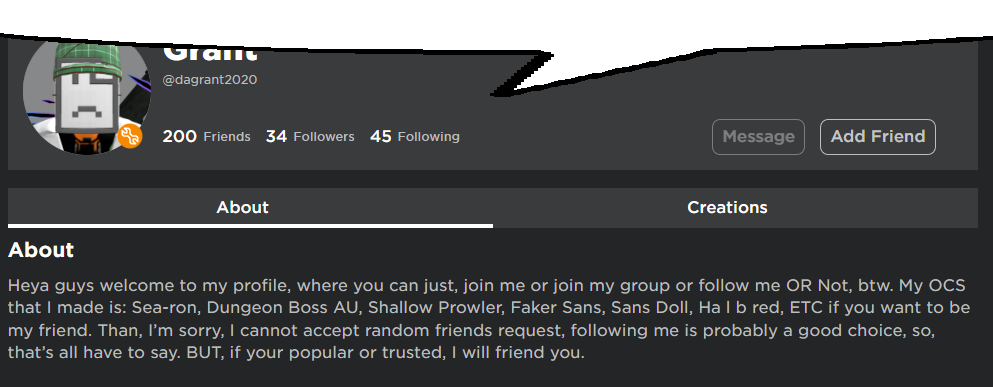 Grant
@dagrant2020
200 Friends 34 Followers 45 Following
Message Add Friend
About Creations
About
Heya guys welcome to my profile, where you can just, join me or join my group or follow me OR Not, btw. My OCS
that I made is: Sea-ron, Dungeon Boss AU, Shallow Prowler, Faker Sans, Sans Doll, Ha l b red, ETC if you want to be
my friend. Than, I'm sorry, I cannot accept random friends request, following me is probably a good choice, so,
that's all have to say. BUT, if your popular or trusted, I will friend you.